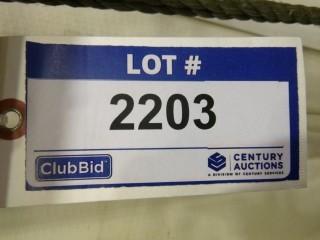 LOT #
2203
ClubBid
CENTURY
AUCTIONS
A DIVISION OF CENTURY SERVICES